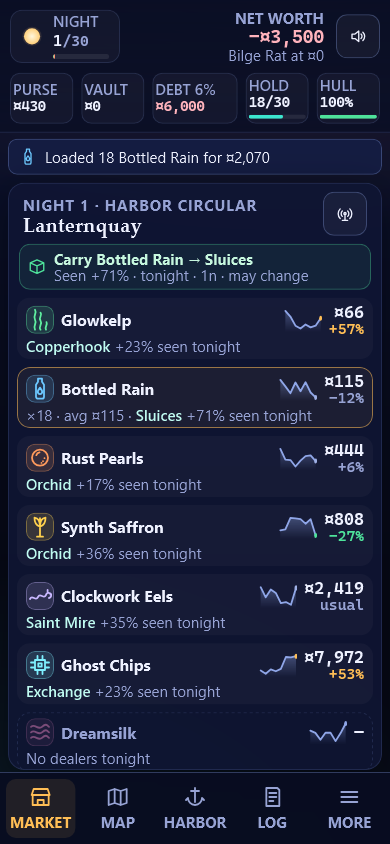 NIGHT
1/30
NET WORTH
−¤3,500
Bilge Rat at ¤0
PURSE
¤430
VAULT
¤0
DEBT 6%
¤6,000
HOLD
18/30
HULL
100%
Loaded 18 Bottled Rain for ¤2,070
NIGHT 1 · HARBOR CIRCULAR
Lanternquay
Carry Bottled Rain → Sluices
Seen +71% · tonight · 1n · may change
Glowkelp
¤66
+57%
Copperhook +23% seen tonight
Bottled Rain
¤115
−12%
×18 · avg ¤115 · Sluices +71% seen tonight
Rust Pearls
¤444
+6%
Orchid +17% seen tonight
Synth Saffron
¤808
−27%
Orchid +36% seen tonight
Clockwork Eels
¤2,419
usual
Saint Mire +35% seen tonight
Ghost Chips
¤7,972
+53%
Exchange +23% seen tonight
Dreamsilk
—
No dealers tonight
MARKET
MAP
HARBOR
LOG
MORE